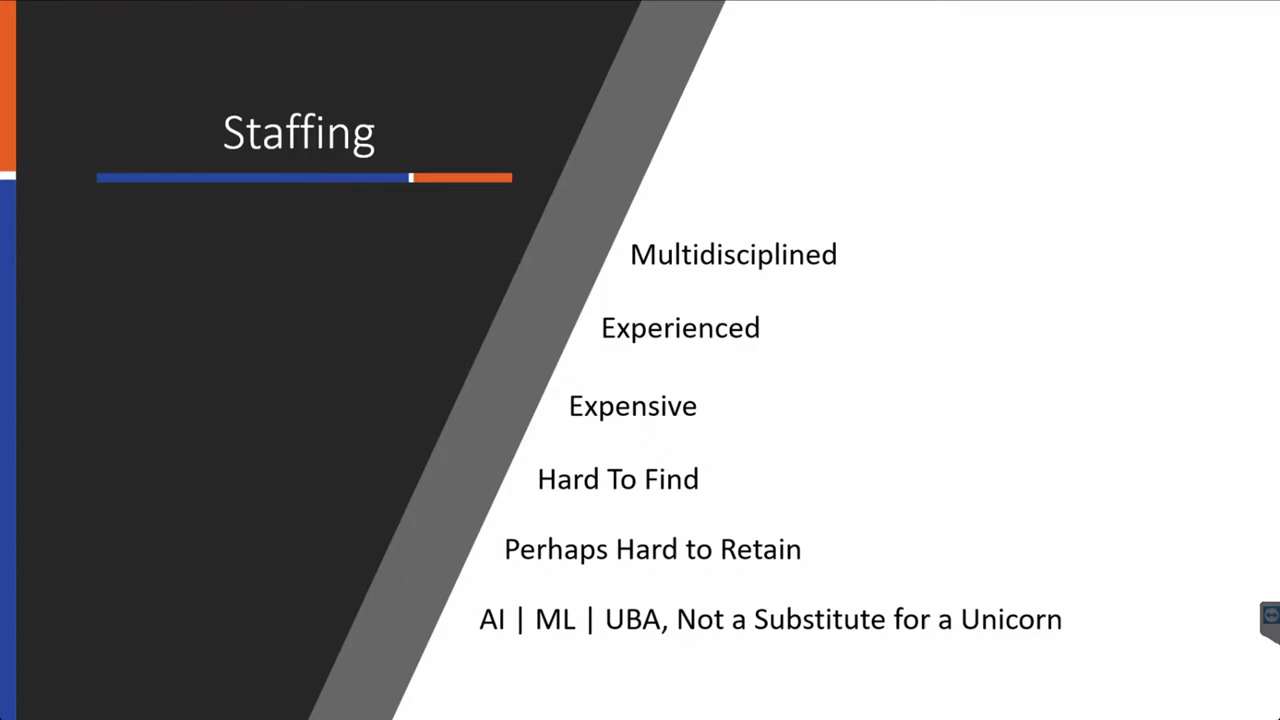 Staffing
Multidisciplined
Experienced
Expensive
Hard To Find
Perhaps Hard to Retain
AI | ML | UBA, Not a Substitute for a Unicorn